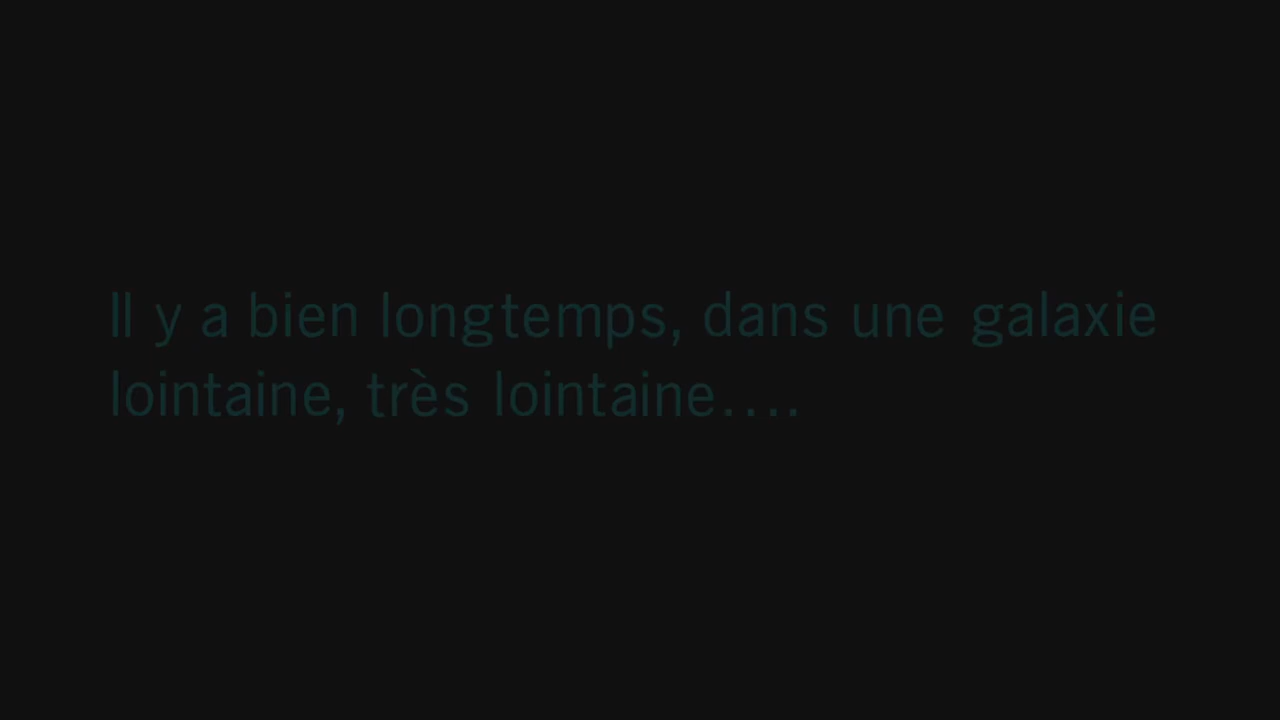 Il y a bien longtemps, dans une galaxie
lointaine, très lointaine....